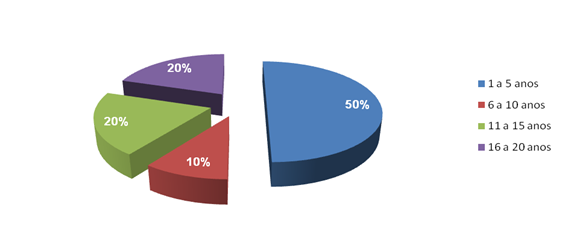 20%
50%
20%
10%
1 a 5 anos
6 a 10 anos
11 a 15 anos
16 a 20 anos